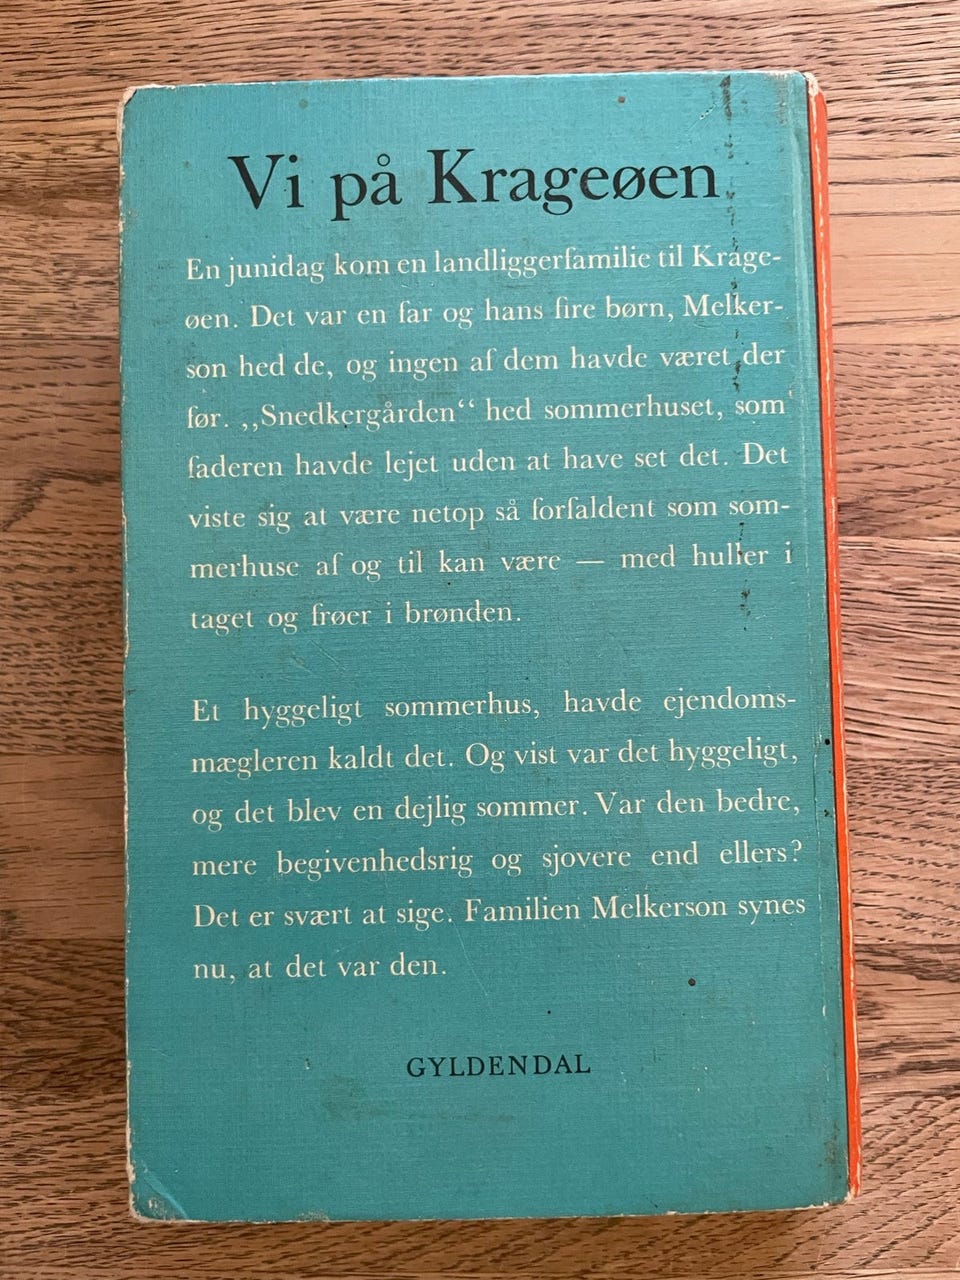 Vi på Krageøen
En junidag kom en landliggerfamilie til Krage-
øen. Det var en far og hans fire børn, Melker-
son hed de, og ingen af dem havde været der
før. „Snedkergården“ hed sommerhuset, som
faderen havde lejet uden at have set det. Det
viste sig at være netop så forfaldent som som-
merhuse af og til kan være — med huller i
taget og frøer i brønden.
Et hyggeligt sommerhus, havde ejendoms-
mægleren kaldt det. Og vist var det hyggeligt,
og det blev en dejlig sommer. Var den bedre,
mere begivenhedsrig og sjovere end ellers?
Det er svært at sige. Familien Melkerson synes
nu, at det var den.
GYLDENDAL